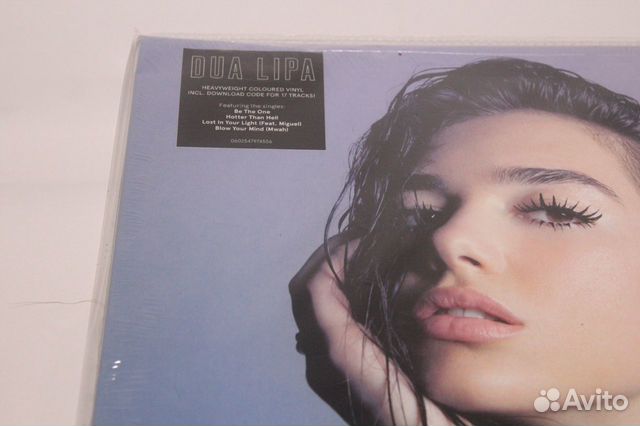 DUA LIPA
HEAVYWEIGHT COLOURED VINYL
INCL. DOWNLOAD CODE FOR 17 TRACKS!
Featuring the singles:
Be The One
Hotter Than Hell
Lost In Your Light (Feat. Miguel)
Blow Your Mind (Mwah)
0602547978556
Avito